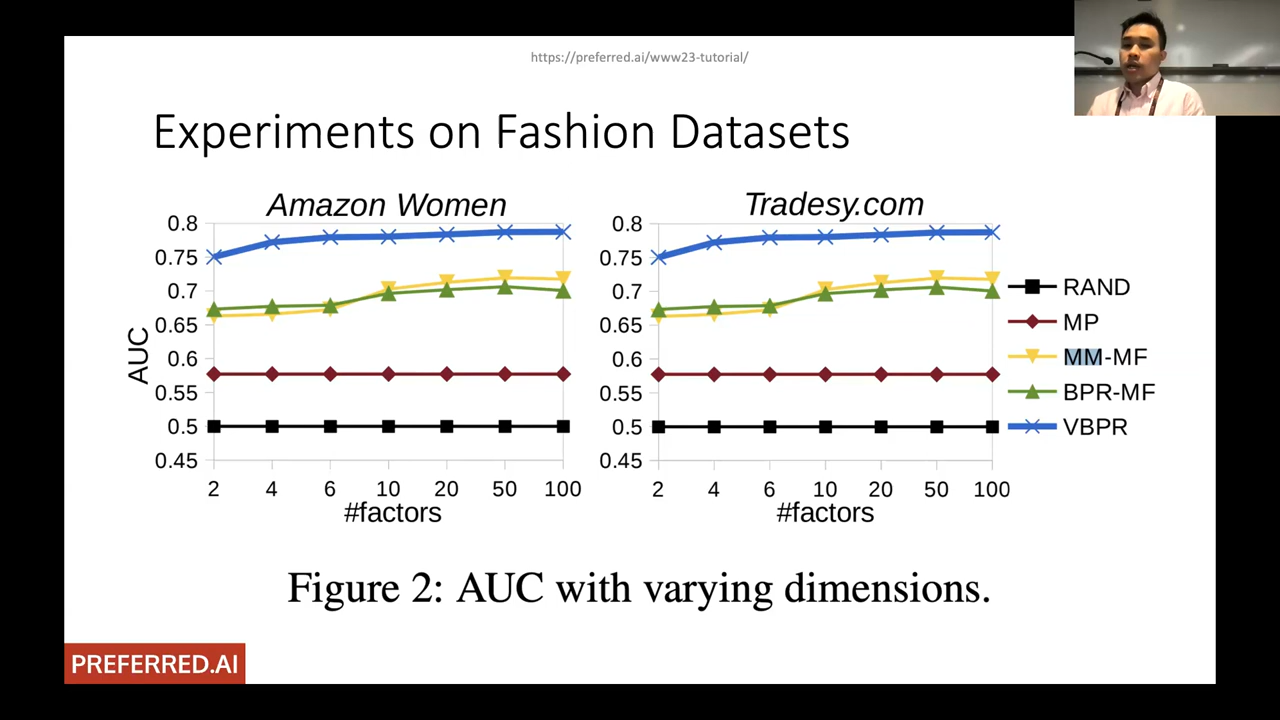 https://preferred.ai/www23-tutorial/
Experiments on Fashion Datasets
Amazon Women
0.8
0.75
0.7
0.65
0.6
0.55
0.5
0.45
AUC
2 4 6 10 20 50 100
#factors
Tradesy.com
0.8
0.75
0.7
0.65
0.6
0.55
0.5
0.45
2 4 6 10 20 50 100
#factors
RAND
MP
MM-MF
BPR-MF
VBPR
Figure 2: AUC with varying dimensions.
PREFERRED.AI